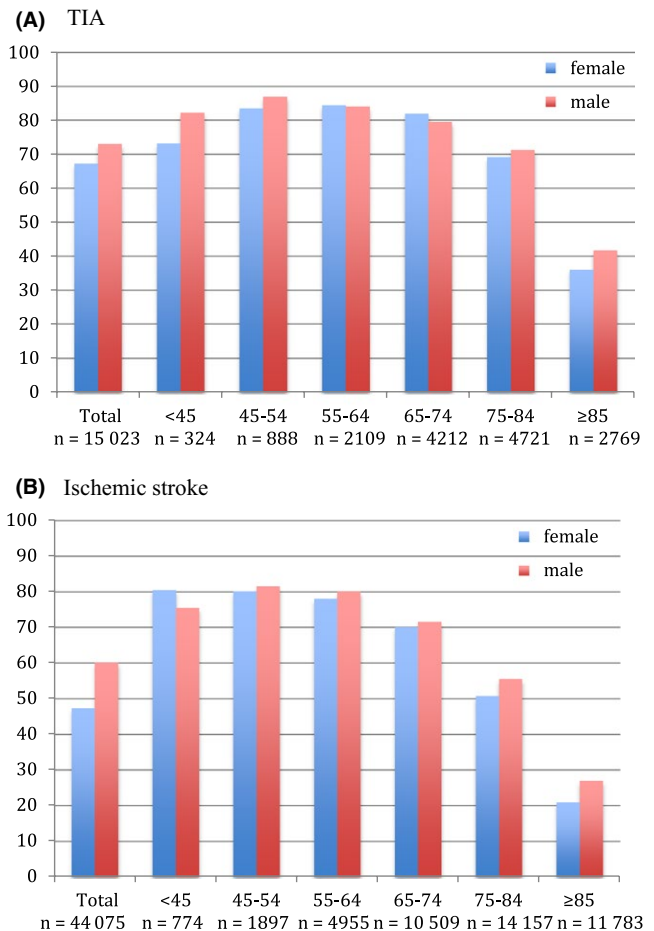 (A) TIA
100
90
80
70
60
50
40
30
20
10
0
female
male
Total <45 45-54 55-64 65-74 75-84 ≥85
n = 15 023 n = 324 n = 888 n = 2109 n = 4212 n = 4721 n = 2769
(B) Ischemic stroke
100
90
80
70
60
50
40
30
20
10
0
female
male
Total <45 45-54 55-64 65-74 75-84 ≥85
n = 44 075 n = 774 n = 1897 n = 4955 n = 10 509 n = 14 157 n = 11 783